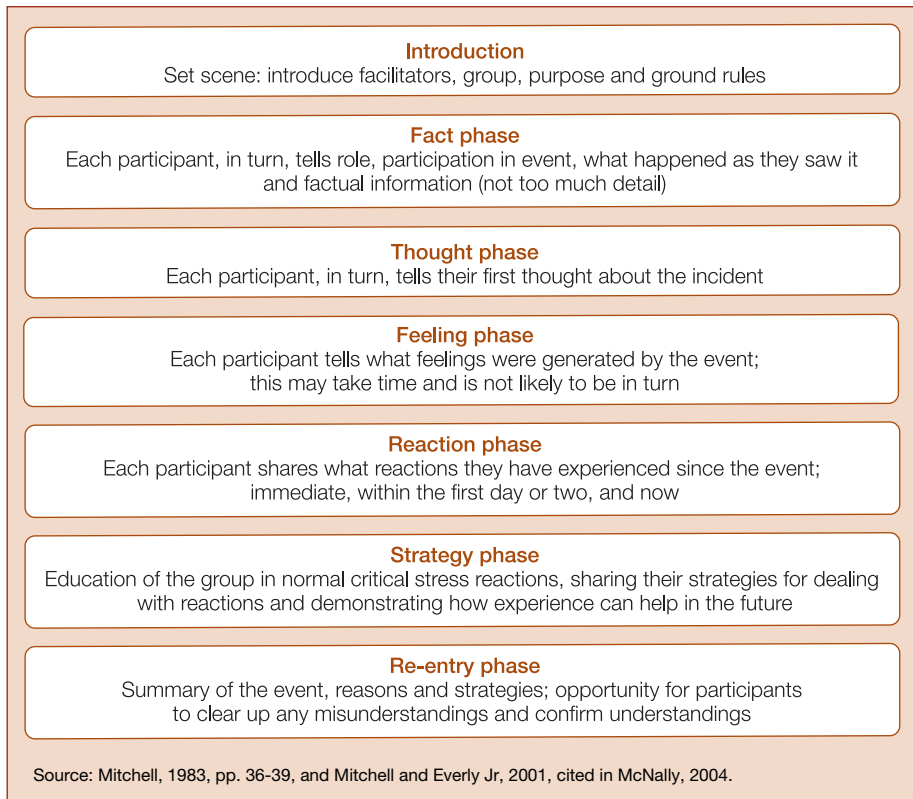 Introduction
Set scene: introduce facilitators, group, purpose and ground rules
Fact phase
Each participant, in turn, tells role, participation in event, what happened as they saw it
and factual information (not too much detail)
Thought phase
Each participant, in turn, tells their first thought about the incident
Feeling phase
Each participant tells what feelings were generated by the event;
this may take time and is not likely to be in turn
Reaction phase
Each participant shares what reactions they have experienced since the event;
immediate, within the first day or two, and now
Strategy phase
Education of the group in normal critical stress reactions, sharing their strategies for dealing
with reactions and demonstrating how experience can help in the future
Re-entry phase
Summary of the event, reasons and strategies; opportunity for participants
to clear up any misunderstandings and confirm understandings
Source: Mitchell, 1983, pp. 36-39, and Mitchell and Everly Jr, 2001, cited in McNally, 2004.